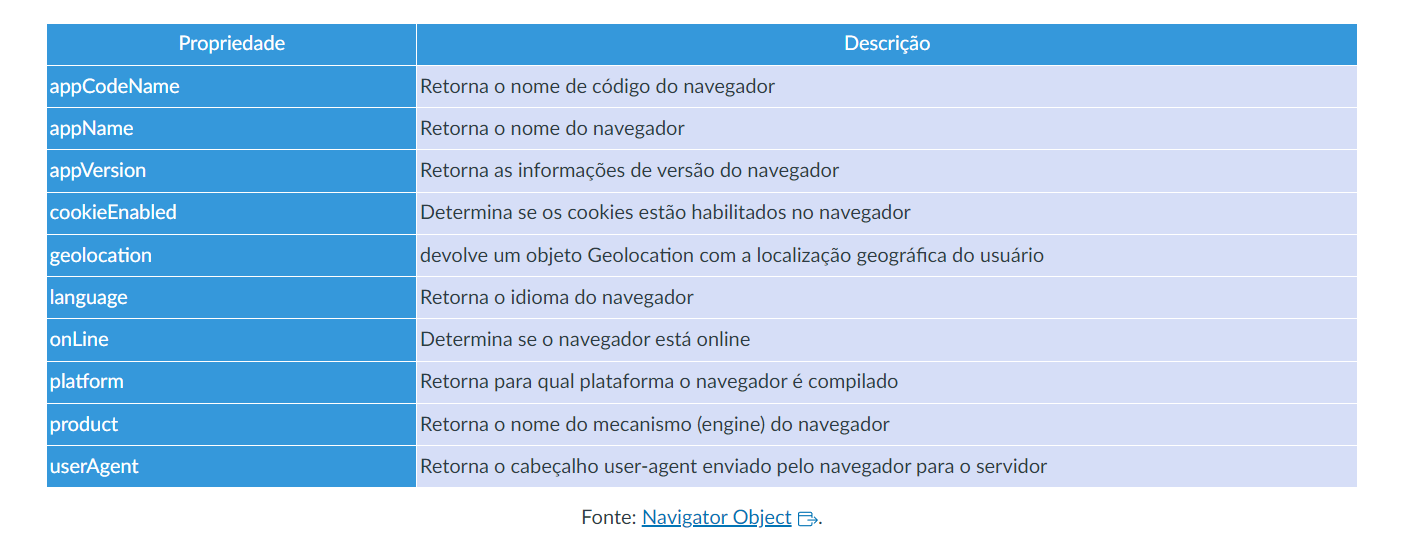 Propriedade Descrição
appCodeName Retorna o nome de código do navegador
appName Retorna o nome do navegador
appVersion Retorna as informações de versão do navegador
cookieEnabled Determina se os cookies estão habilitados no navegador
geolocation devolve um objeto Geolocation com a localização geográfica do usuário
language Retorna o idioma do navegador
onLine Determina se o navegador está online
platform Retorna para qual plataforma o navegador é compilado
product Retorna o nome do mecanismo (engine) do navegador
userAgent Retorna o cabeçalho user-agent enviado pelo navegador para o servidor
Fonte: Navigator Object .